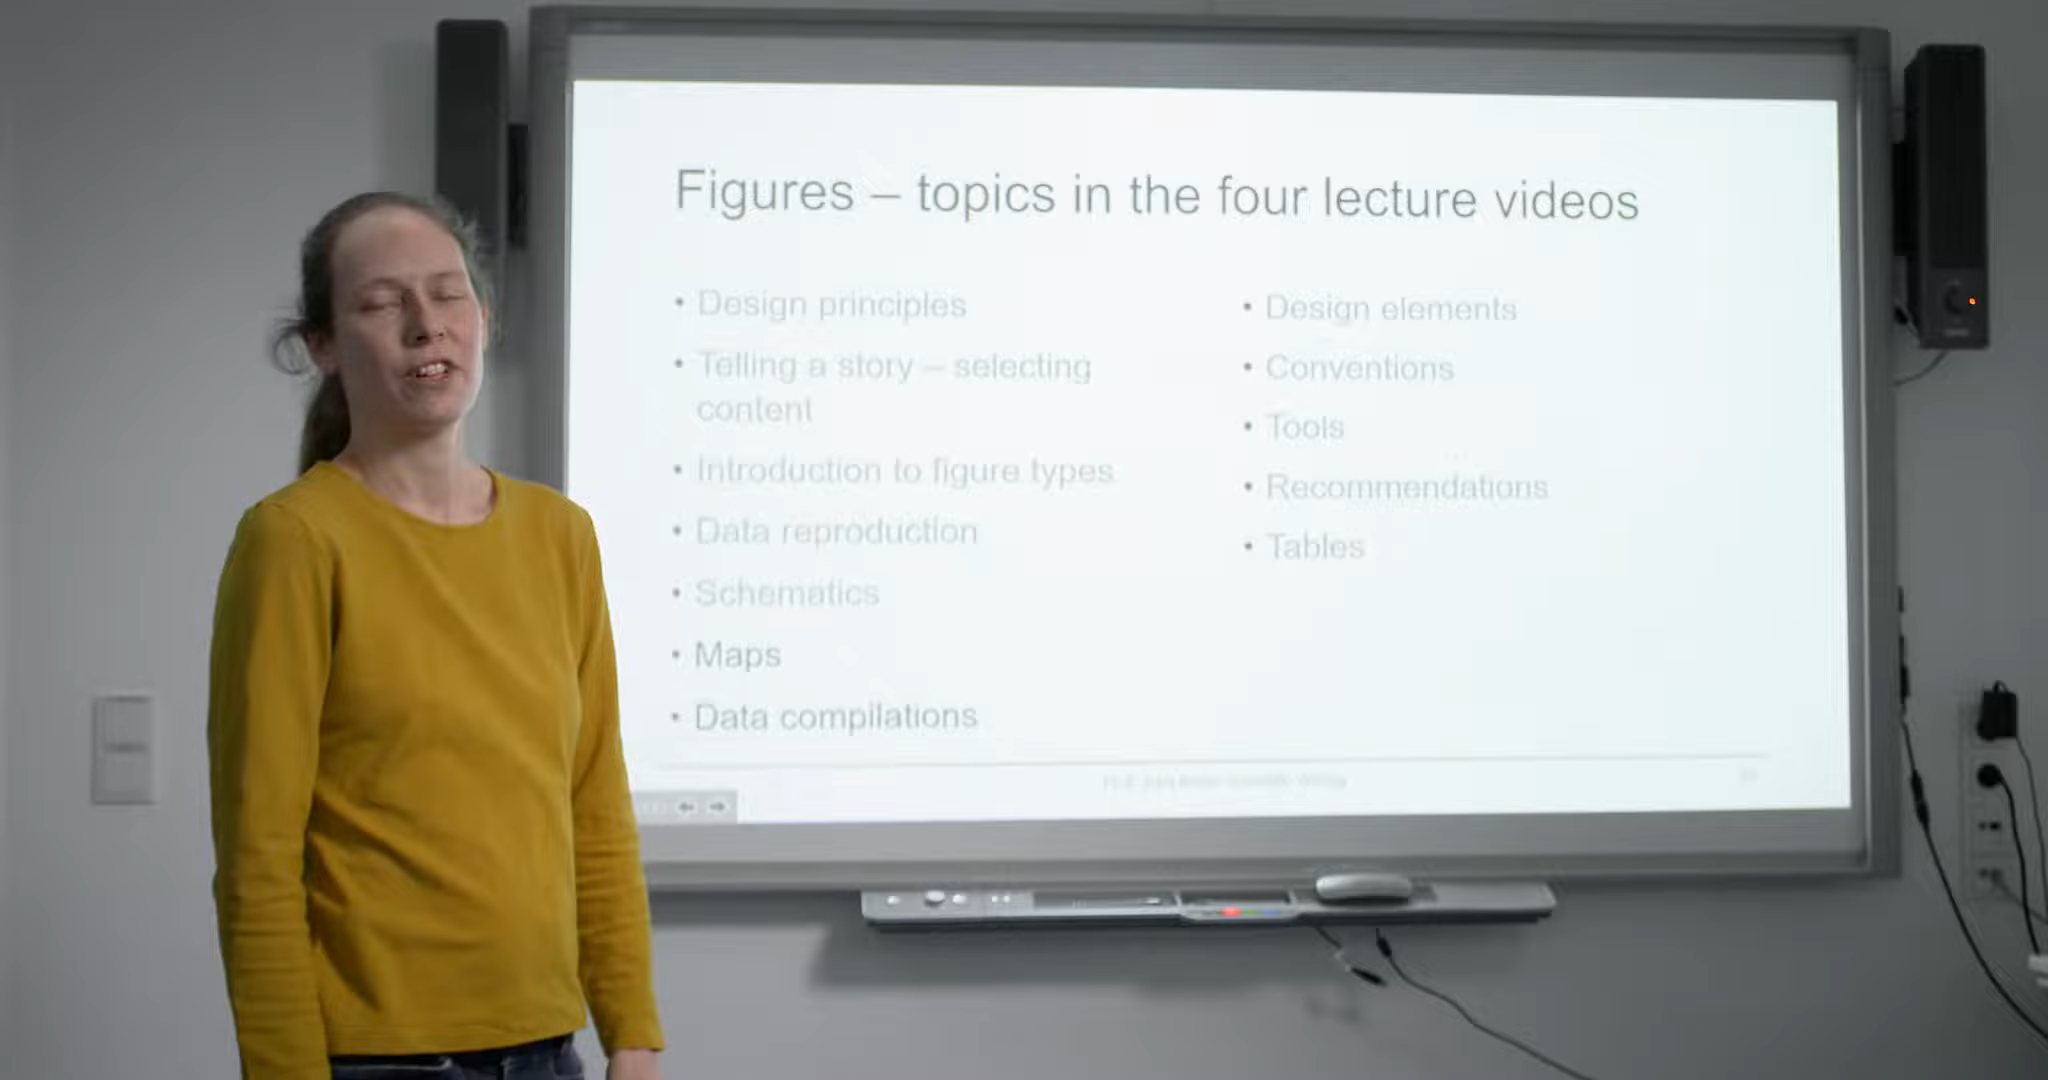 Figures – topics in the four lecture videos
• Design principles
• Telling a story – selecting
content
• Introduction to figure types
• Data reproduction
• Schematics
• Maps
• Data compilations
• Design elements
• Conventions
• Tools
• Recommendations
• Tables